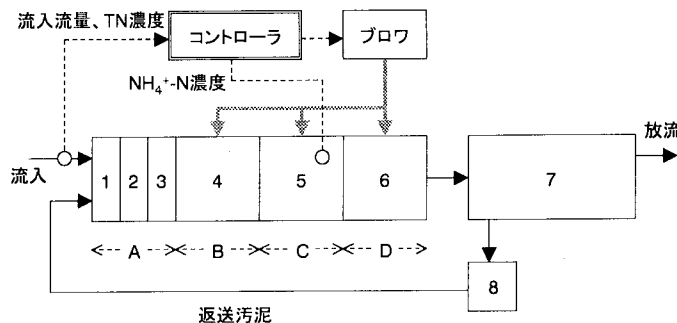 流入流量、TN濃度
コントローラ
ブロワ
NH₄⁺-N濃度
放流
流入
1 2 3 4 5 6 7
A B C D
8
返送汚泥